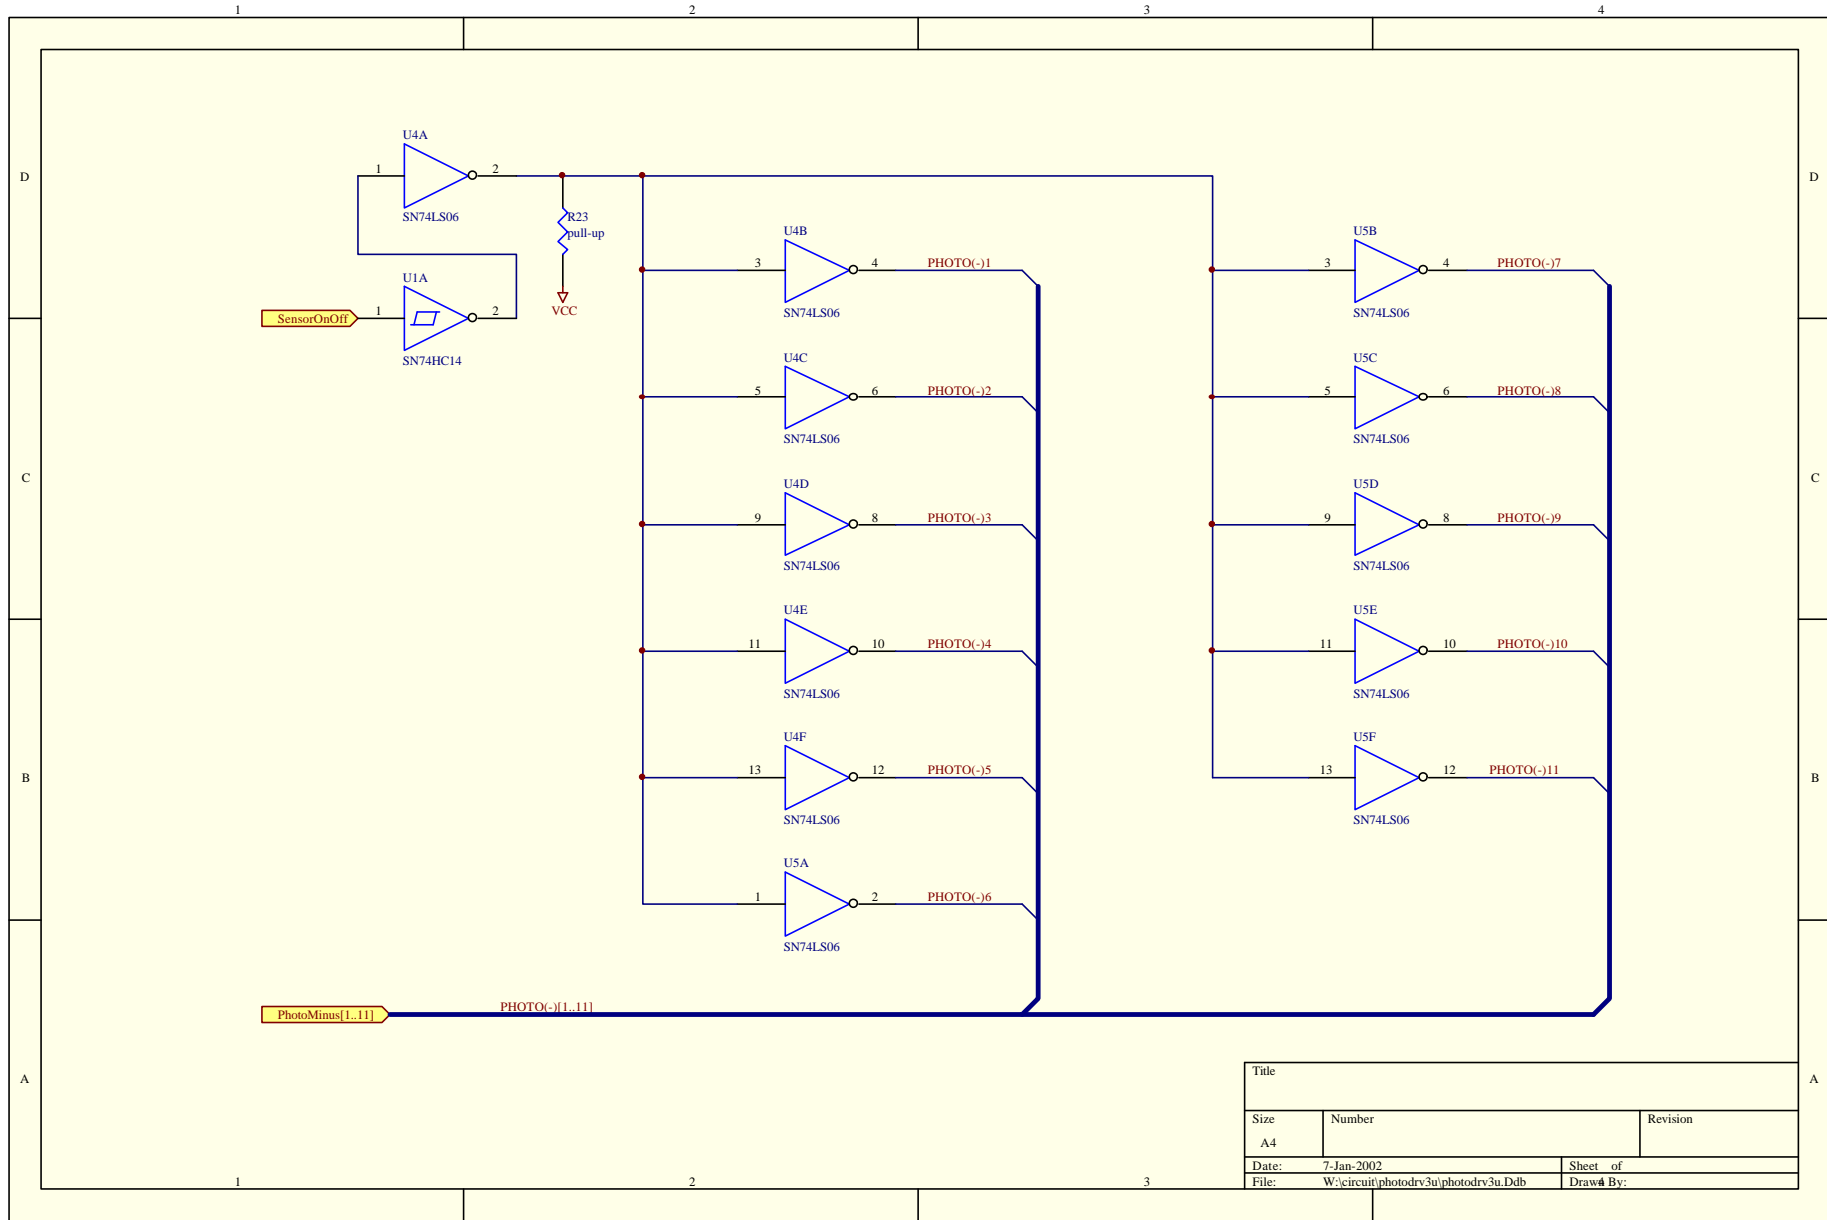 1 2 3 4
D D
C C
B B
A A
U4A
1 2
SN74LS06
R23
pull-up
VCC
U1A
SensorOnOff 1 2
SN74HC14
U4B
3 4 PHOTO(-)1
SN74LS06
U4C
5 6 PHOTO(-)2
SN74LS06
U4D
9 8 PHOTO(-)3
SN74LS06
U4E
11 10 PHOTO(-)4
SN74LS06
U4F
13 12 PHOTO(-)5
SN74LS06
U5A
1 2 PHOTO(-)6
SN74LS06
U5B
3 4 PHOTO(-)7
SN74LS06
U5C
5 6 PHOTO(-)8
SN74LS06
U5D
9 8 PHOTO(-)9
SN74LS06
U5E
11 10 PHOTO(-)10
SN74LS06
U5F
13 12 PHOTO(-)11
SN74LS06
PhotoMinus[1..11] PHOTO(-)[1..11]
Title
Size Number Revision
A4
Date: 7-Jan-2002 Sheet of
File: W:\circuit\photodrv3u\photodrv3u.Ddb Drawn By:
1 2 3 4